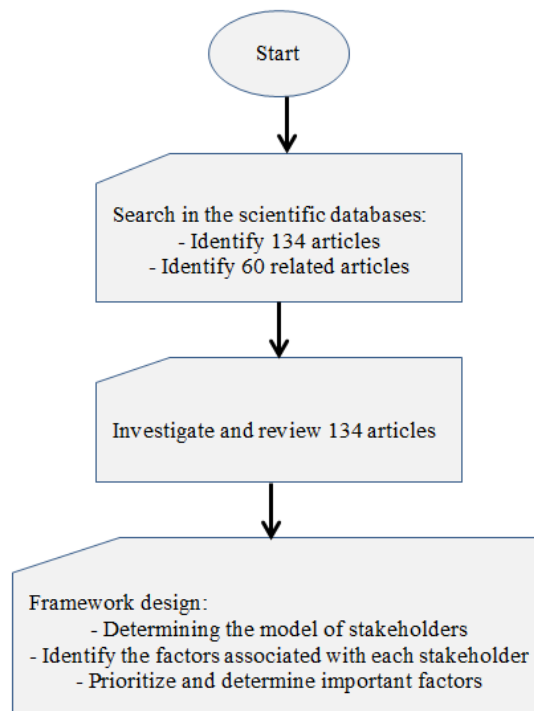 Start
Search in the scientific databases:
- Identify 134 articles
- Identify 60 related articles
Investigate and review 134 articles
Framework design:
- Determining the model of stakeholders
- Identify the factors associated with each stakeholder
- Prioritize and determine important factors